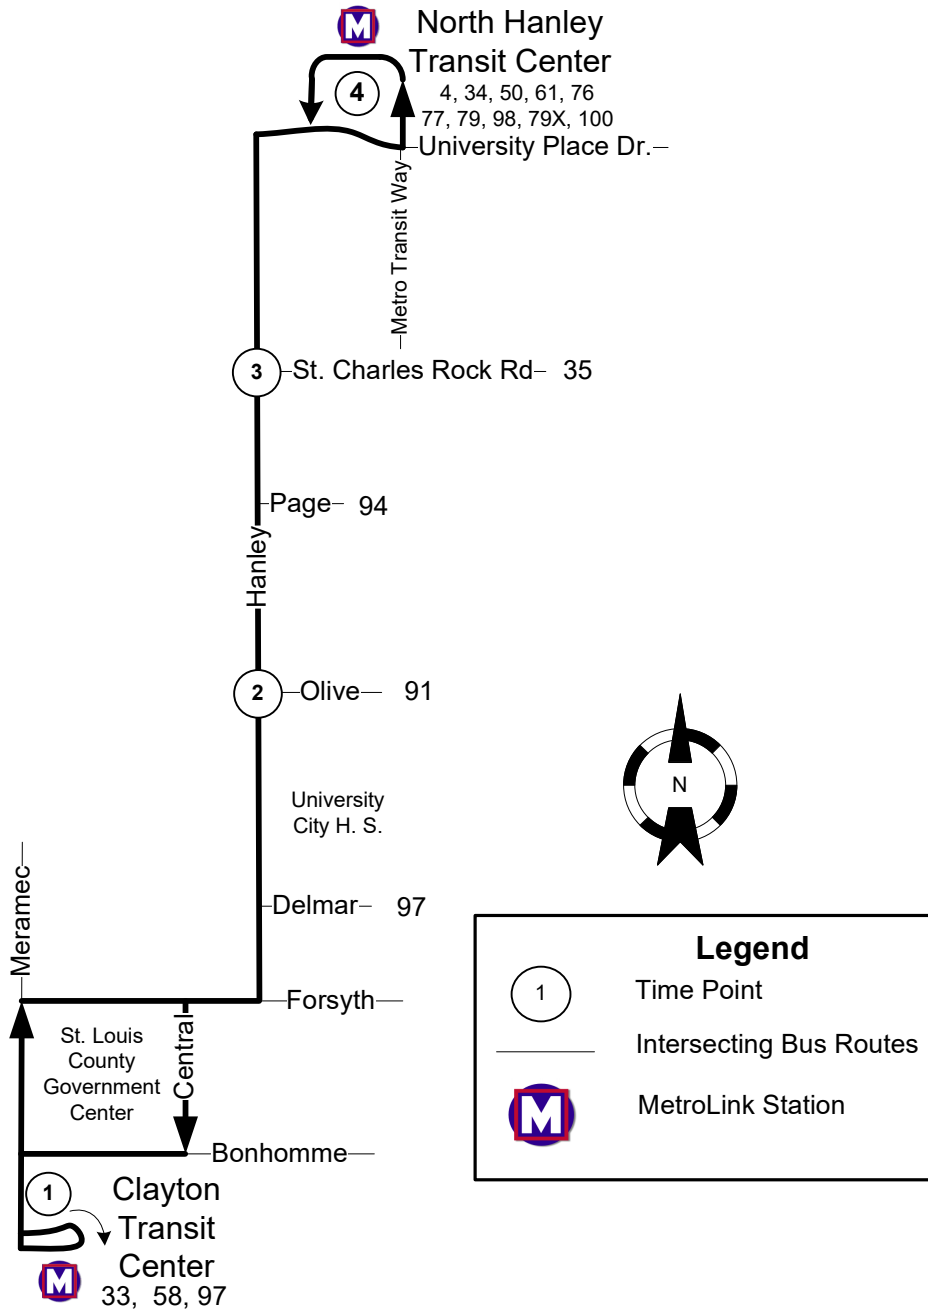 M
North Hanley
Transit Center
4, 34, 50, 61, 76
77, 79, 98, 79X, 100
4
University Place Dr.
Metro Transit Way
3
St. Charles Rock Rd
35
Page
94
Hanley
2
Olive
91
University
City H. S.
N
Delmar
97
Meramec
Forsyth
St. Louis
County
Government
Center
Central
Bonhomme
1
Clayton
Transit
Center
33, 58, 97
M
Legend
1
Time Point
Intersecting Bus Routes
M
MetroLink Station